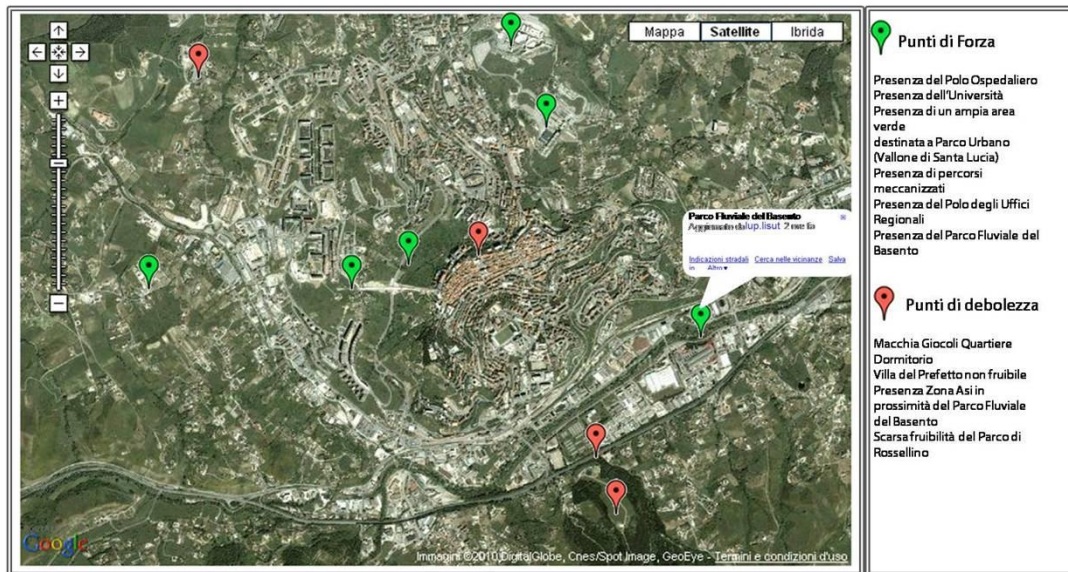 Mappa Satellite Ibrida
Parco Fluviale del Basento
lup.lisut
Indicazioni stradali Cerca nelle vicinanze Salva
in Altro▾
Google
Immagini ©2010 DigitalGlobe, Cnes/Spot Image, GeoEye - Termini e condizioni d'uso
Punti di Forza
Presenza del Polo Ospedaliero
Presenza dell'Università
Presenza di un ampia area
verde
destinata a Parco Urbano
(Vallone di Santa Lucia)
Presenza di percorsi
meccanizzati
Presenza del Polo degli Uffici
Regionali
Presenza del Parco Fluviale del
Basento
Punti di debolezza
Macchia Giocoli Quartiere
Dormitorio
Villa del Prefetto non fruibile
Presenza Zona Asi in
prossimità del Parco Fluviale
del Basento
Scarsa fruibilità del Parco di
Rossellino